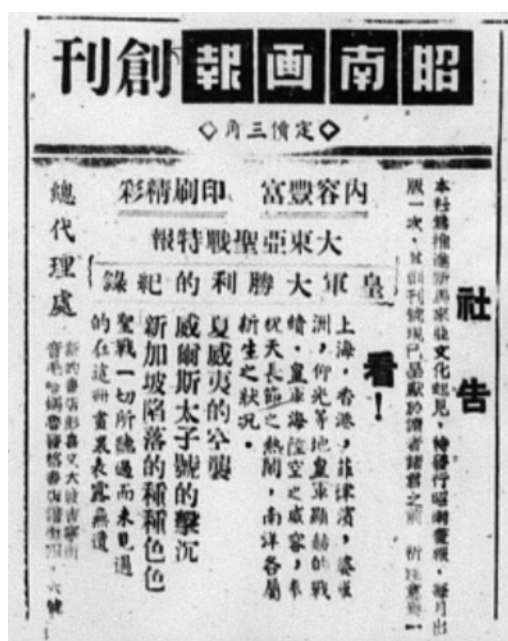 昭南画報創刊
◇定價三角◇
社告
本社為推進新馬來亞文化起見，特發行昭南畫報，每月出
版一次，其創刊號現已呈獻於讀者諸君之前
內容豐富 印刷精彩
大東亞聖戰特報
皇軍大勝利的紀錄
看！
上海，香港，菲律濱，婆羅
洲，仰光等地皇軍顯赫的戰
績，皇軍海陸空之威容，奉
祝天長節之熱鬧，南洋各屬
新生之狀況。
夏威夷的空襲
威爾斯太子號的擊沉
新加坡陷落的種種色色
聖戰一切所聽過而未見過
的在這冊畫裏表露無遺
總代理處